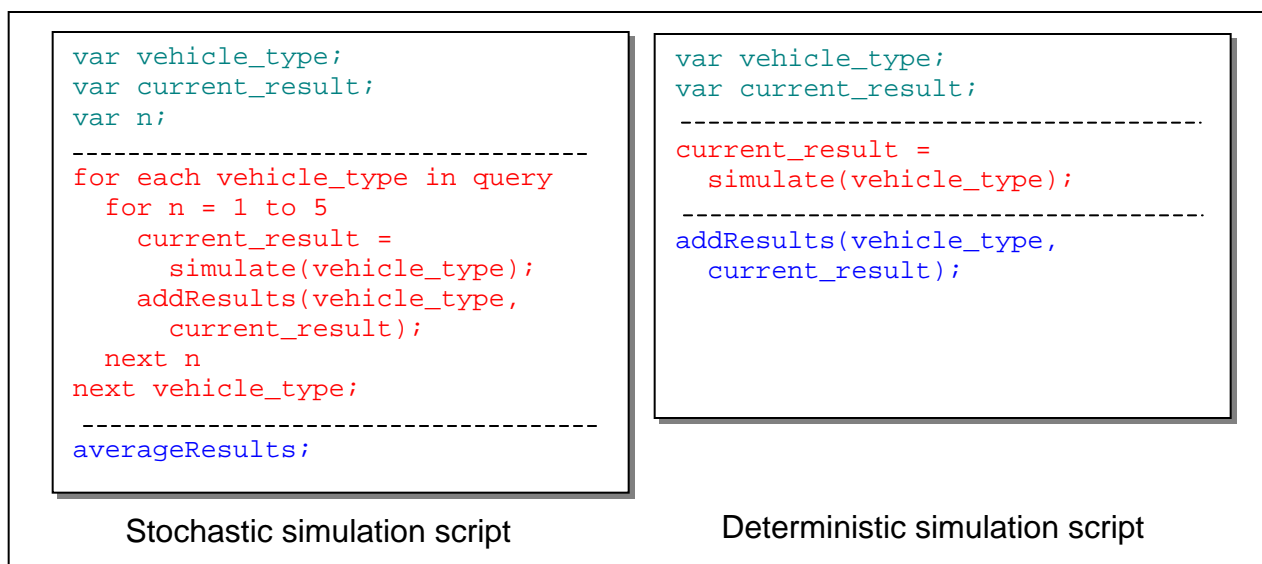 var vehicle_type;
var current_result;
var n;
for each vehicle_type in query
  for n = 1 to 5
    current_result =
      simulate(vehicle_type);
    addResults(vehicle_type,
      current_result);
  next n
next vehicle_type;
averageResults;
Stochastic simulation script
var vehicle_type;
var current_result;
current_result =
  simulate(vehicle_type);
addResults(vehicle_type,
  current_result);
Deterministic simulation script